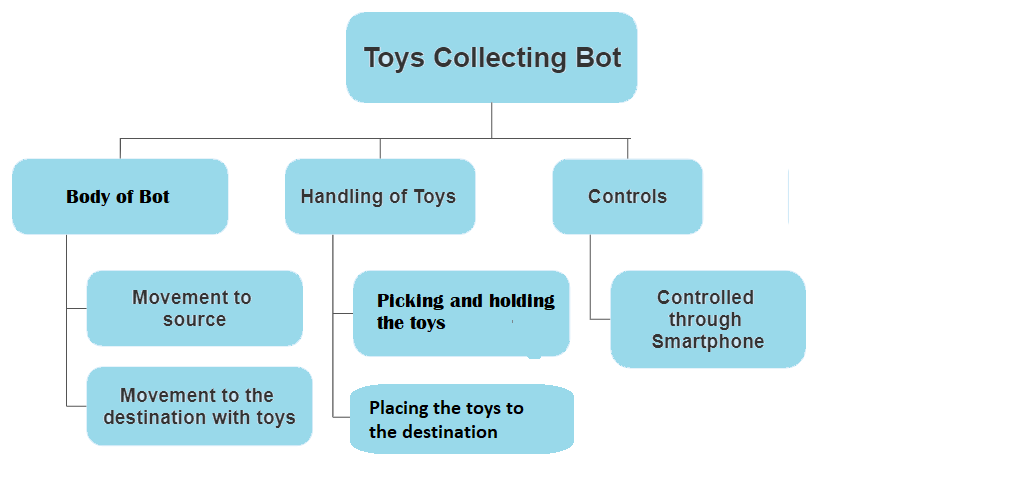 Toys Collecting Bot
Body of Bot
Handling of Toys
Controls
Movement to
source
Picking and holding
the toys
Controlled
through
Smartphone
Movement to the
destination with toys
Placing the toys to
the destination